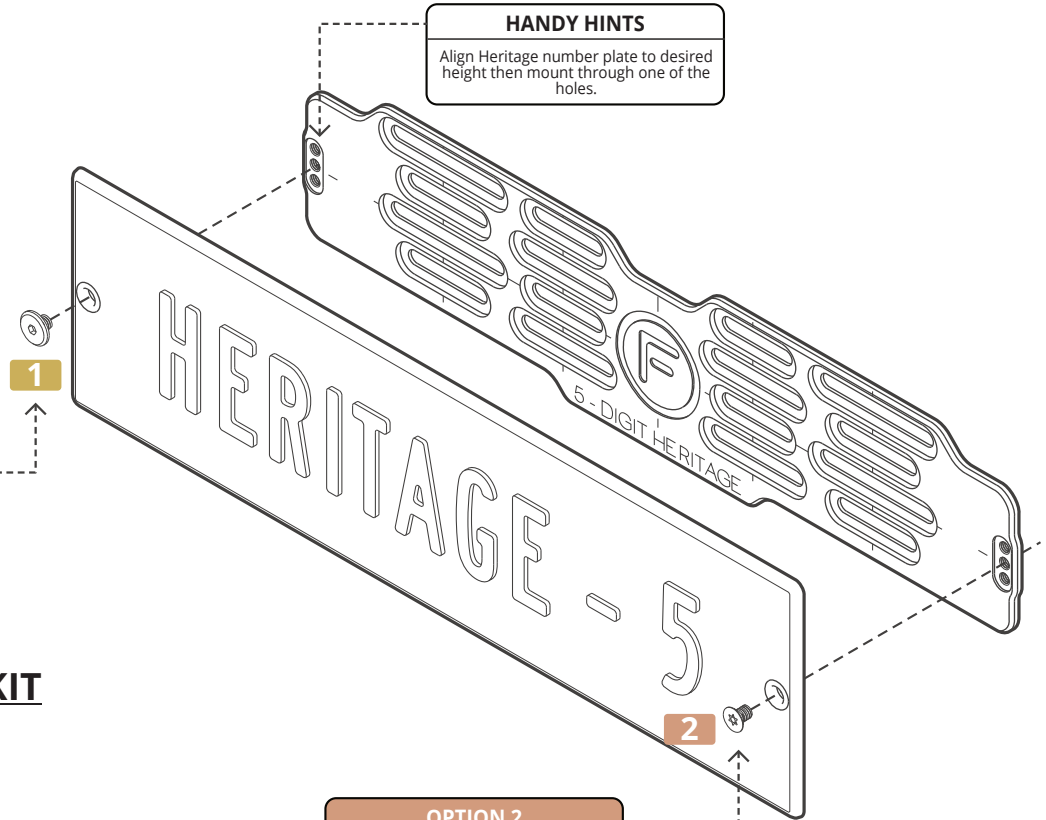 HANDY HINTS
Align Heritage number plate to desired
height then mount through one of the
holes.
F
5 - DIGIT HERITAGE
1
HERITAGE - 5
KIT
2
OPTION 2